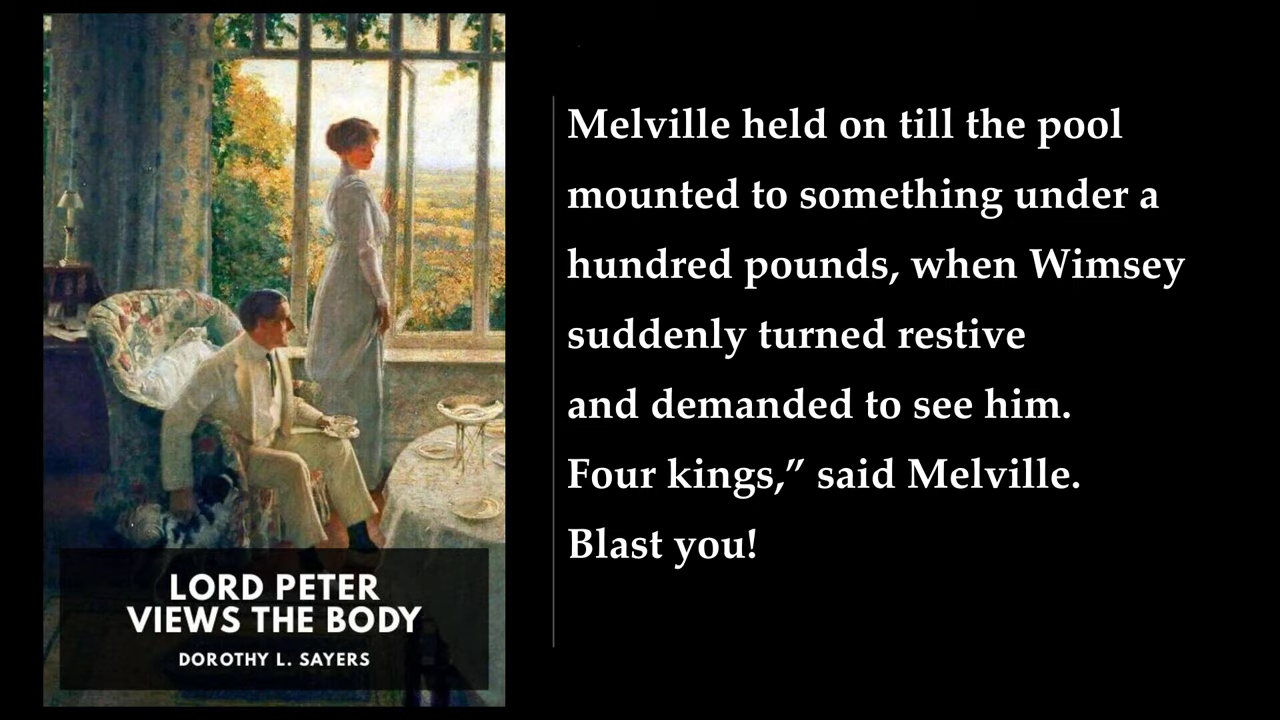 LORD PETER
VIEWS THE BODY
DOROTHY L. SAYERS
Melville held on till the pool
mounted to something under a
hundred pounds, when Wimsey
suddenly turned restive
and demanded to see him.
Four kings,” said Melville.
Blast you!